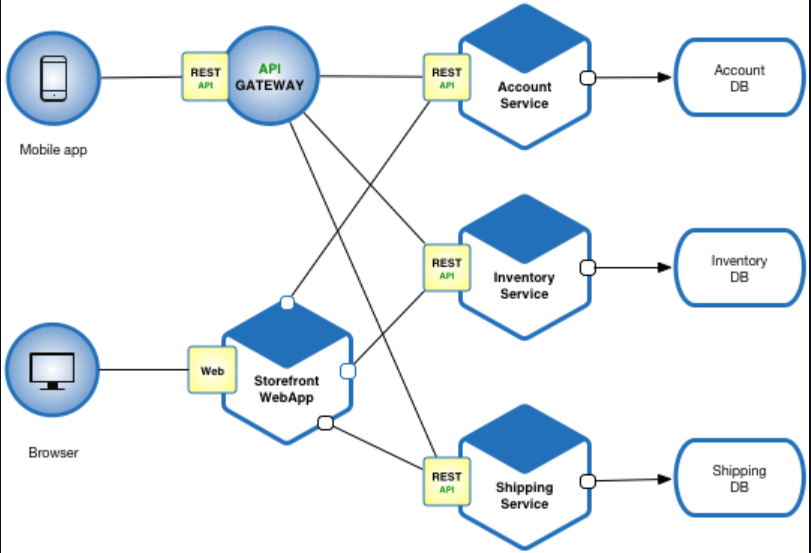 Mobile app
REST
API
API
GATEWAY
REST
API
Account
Service
Account
DB
REST
API
Inventory
Service
Inventory
DB
Browser
Web
Storefront
WebApp
REST
API
Shipping
Service
Shipping
DB